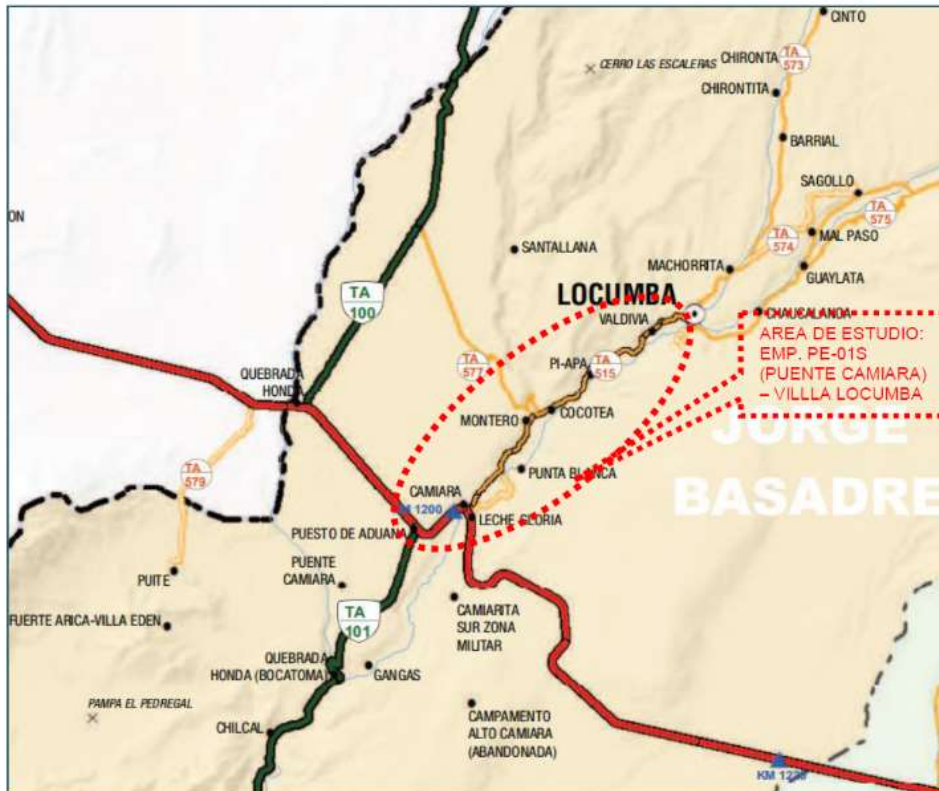 CINTO
CHIRONTA
TA
573
CERRO LAS ESCALERAS
CHIRONTITA
BARRIAL
SAGOLLO
TA
575
ON
TA
574
MAL PASO
SANTALLANA
MACHORRITA
GUAYLATA
LOCUMBA
TA
100
VALDIVIA
CHAUCALANOA
AREA DE ESTUDIO:
EMP. PE-01S
(PUENTE CAMIARA)
– VILLLA LOCUMBA
PI-APA
TA
515
TA
577
QUEBRADA
HONDA
MONTERO
COCOTEA
JORGE
BASADRE
PUNTA BLANCA
TA
579
CAMIARA
M 1200
LECHE GLORIA
PUESTO DE ADUANA
PUENTE
CAMIARA
PUITE
CAMIARITA
SUR ZONA
MILITAR
FUERTE ARICA-VILLA EDEN
TA
101
QUEBRADA
HONDA (BOCATOMA)
GANGAS
PAMPA EL PEDREGAL
CHILCAL
CAMPAMENTO
ALTO CAMIARA
(ABANDONADA)
KM